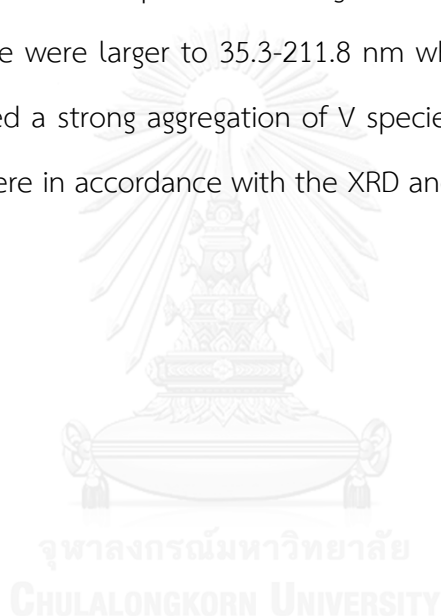 e were larger to 35.3-211.8 nm wh
ed a strong aggregation of V specie
ere in accordance with the XRD an
จุฬาลงกรณ์มหาวิทยาลัย
CHULALONGKORN UNIVERSITY